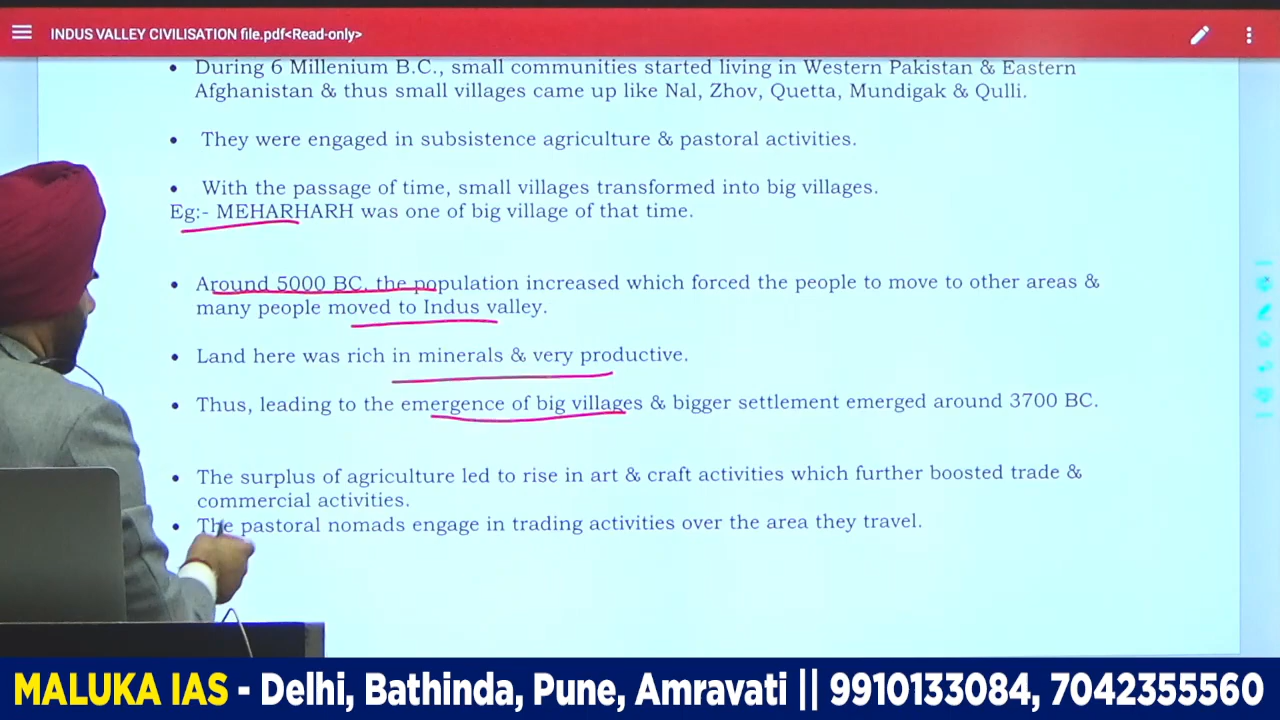 INDUS VALLEY CIVILISATION file.pdf<Read-only>
• During 6 Millenium B.C., small communities started living in Western Pakistan & Eastern
Afghanistan & thus small villages came up like Nal, Zhov, Quetta, Mundigak & Qulli.
• They were engaged in subsistence agriculture & pastoral activities.
• With the passage of time, small villages transformed into big villages.
Eg:- MEHARHARH was one of big village of that time.
• Around 5000 BC, the population increased which forced the people to move to other areas &
many people moved to Indus valley.
• Land here was rich in minerals & very productive.
• Thus, leading to the emergence of big villages & bigger settlement emerged around 3700 BC.
• The surplus of agriculture led to rise in art & craft activities which further boosted trade &
commercial activities.
• The pastoral nomads engage in trading activities over the area they travel.
MALUKA IAS - Delhi, Bathinda, Pune, Amravati || 9910133084, 7042355560